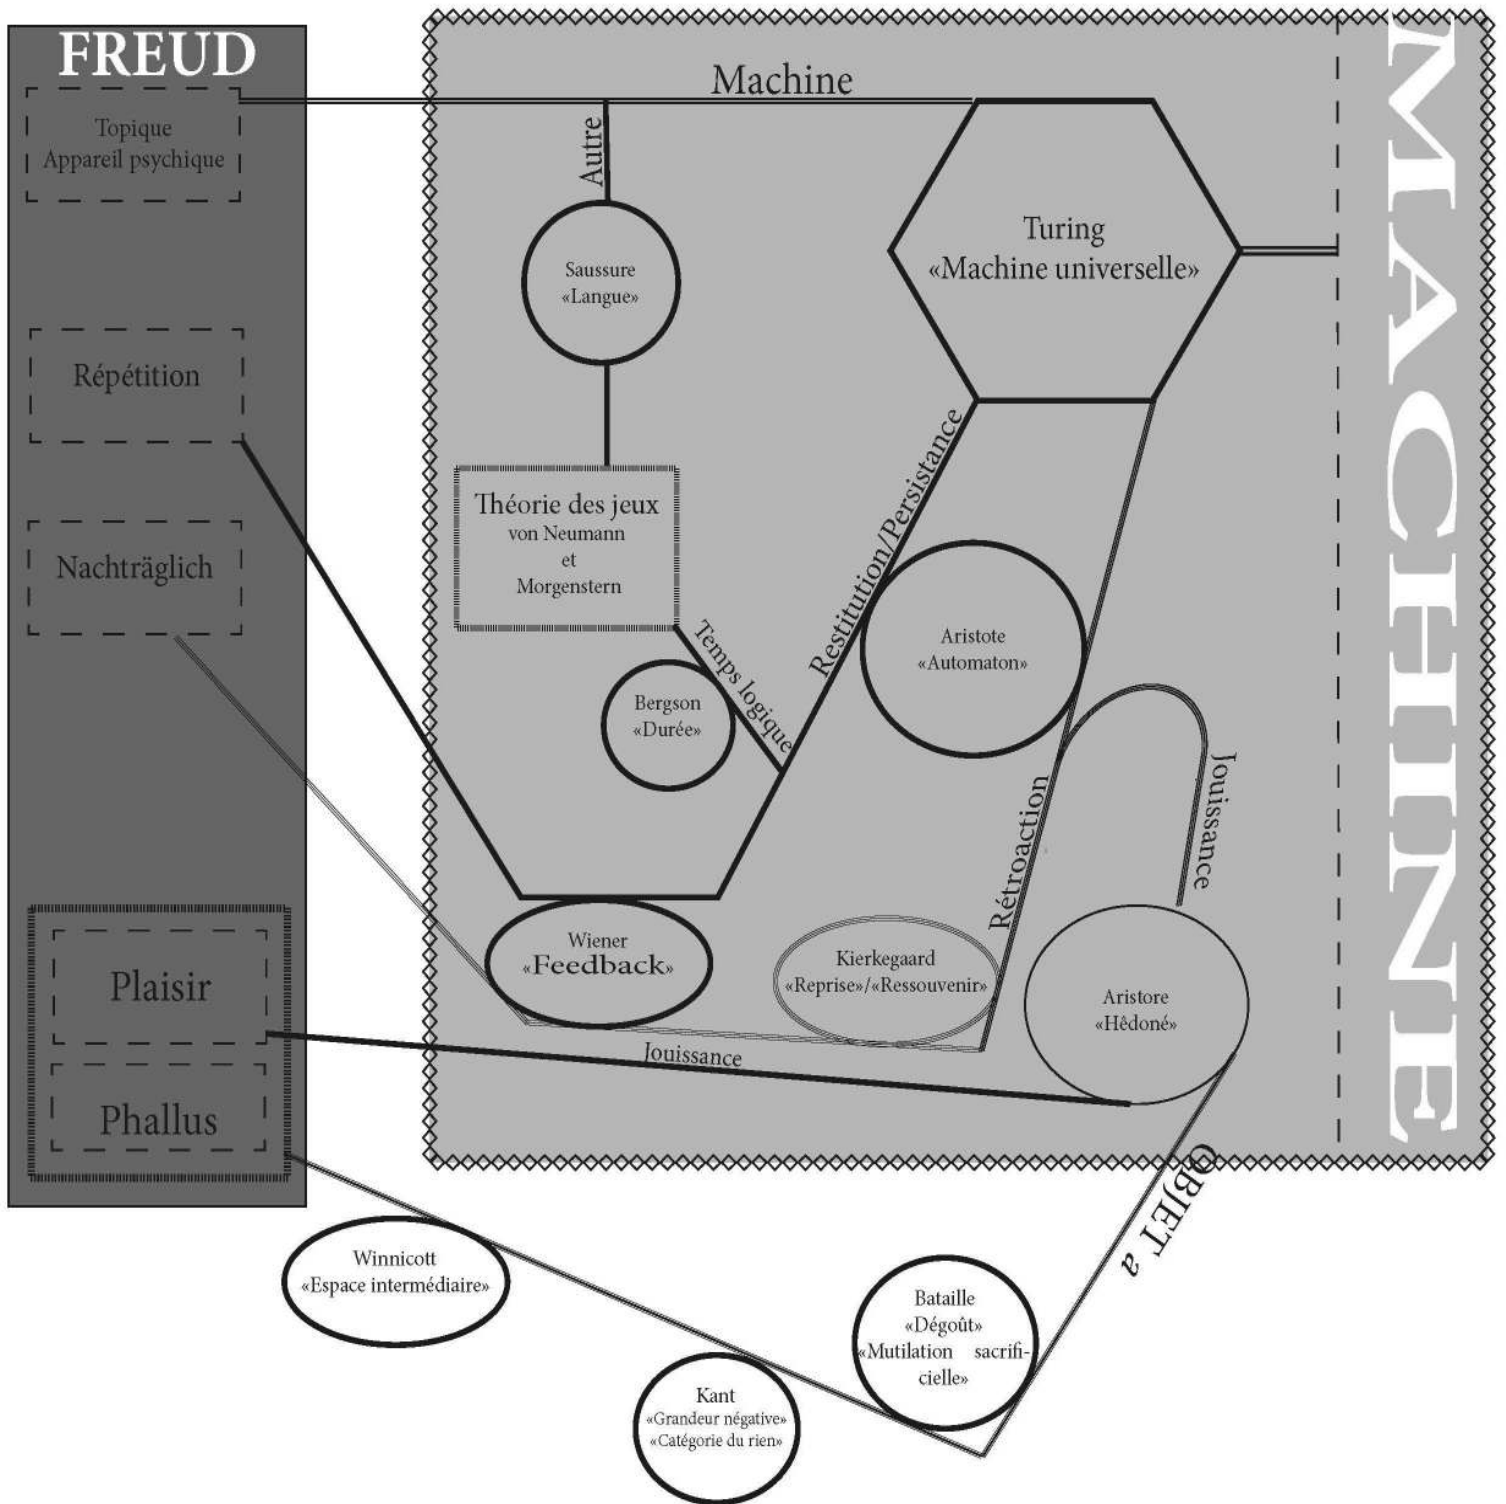 FREUD
Topique
Appareil psychique
Répétition
Nachträglich
Plaisir
Phallus
Machine
Autre
Saussure
«Langue»
Théorie des jeux
von Neumann
et
Morgenstern
Temps logique
Bergson
«Durée»
Turing
«Machine universelle»
Restitution/Persistance
Aristote
«Automaton»
Rétroaction
Jouissance
Wiener
«Feedback»
Kierkegaard
«Reprise»/«Ressouvenir»
Aristore
«Hêdoné»
Jouissance
OBJET a
Winnicott
«Espace intermédiaire»
Kant
«Grandeur négative»
«Catégorie du rien»
Bataille
«Dégoût»
«Mutilation sacrifi-
cielle»
MACHINE